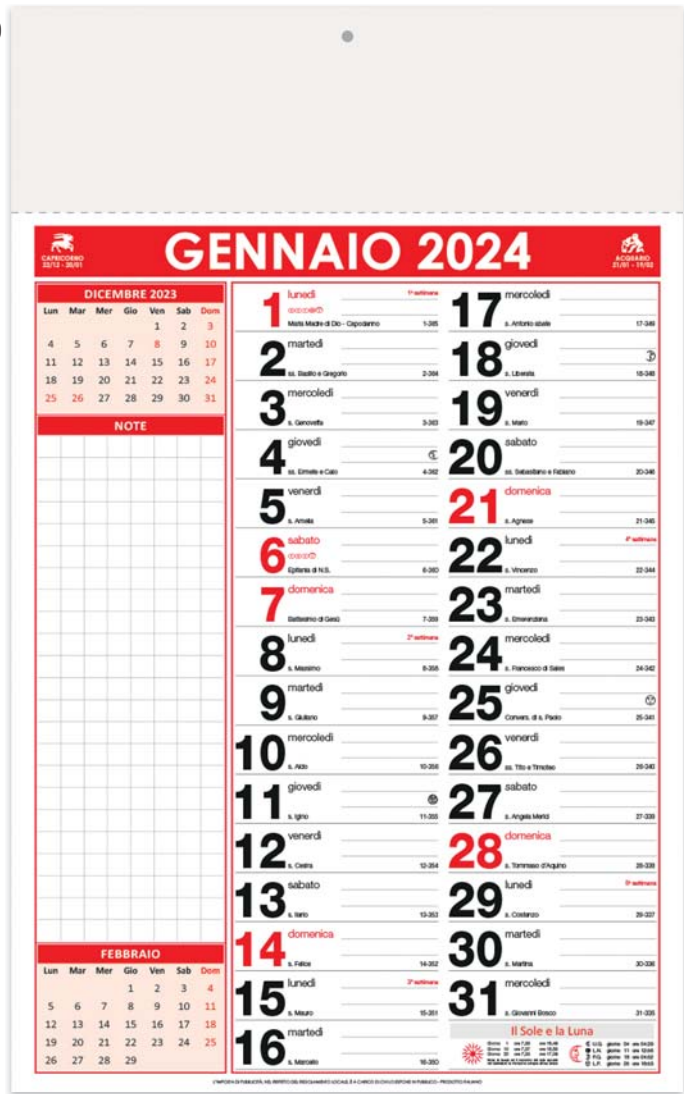 GENNAIO 2024
CAPRICORNO
22/12 - 20/01
ACQUARIO
21/01 - 19/02
DICEMBRE 2023
Lun Mar Mer Gio Ven Sab Dom
1 2 3
4 5 6 7 8 9 10
11 12 13 14 15 16 17
18 19 20 21 22 23 24
25 26 27 28 29 30 31
NOTE
FEBBRAIO
Lun Mar Mer Gio Ven Sab Dom
1 2 3 4
5 6 7 8 9 10 11
12 13 14 15 16 17 18
19 20 21 22 23 24 25
26 27 28 29
1 lunedì 1ª settimana
Maria Madre di Dio - Capodanno 1-365
2 martedì
ss. Basilio e Gregorio 2-364
3 mercoledì
s. Genoveffa 3-363
4 giovedì
ss. Ermete e Caio 4-362
5 venerdì
s. Amelia 5-361
6 sabato
Epifania di N.S. 6-360
7 domenica
Battesimo di Gesù 7-359
8 lunedì 2ª settimana
s. Massimo 8-358
9 martedì
s. Giuliano 9-357
10 mercoledì
s. Aldo 10-356
11 giovedì
s. Igino 11-355
12 venerdì
s. Cesira 12-354
13 sabato
s. Ilario 13-353
14 domenica
s. Felice 14-352
15 lunedì 3ª settimana
s. Mauro 15-351
16 martedì
s. Marcello 16-350
17 mercoledì
s. Antonio abate 17-349
18 giovedì
s. Liberata 18-348
19 venerdì
s. Mario 19-347
20 sabato
ss. Sebastiano e Fabiano 20-346
21 domenica
s. Agnese 21-345
22 lunedì 4ª settimana
s. Vincenzo 22-344
23 martedì
s. Emerenziana 23-343
24 mercoledì
s. Francesco di Sales 24-342
25 giovedì
Convers. di s. Paolo 25-341
26 venerdì
ss. Tito e Timoteo 26-340
27 sabato
s. Angela Merici 27-339
28 domenica
s. Tommaso d'Aquino 28-338
29 lunedì 5ª settimana
s. Costanzo 29-337
30 martedì
s. Martina 30-336
31 mercoledì
s. Giovanni Bosco 31-335
Il Sole e la Luna